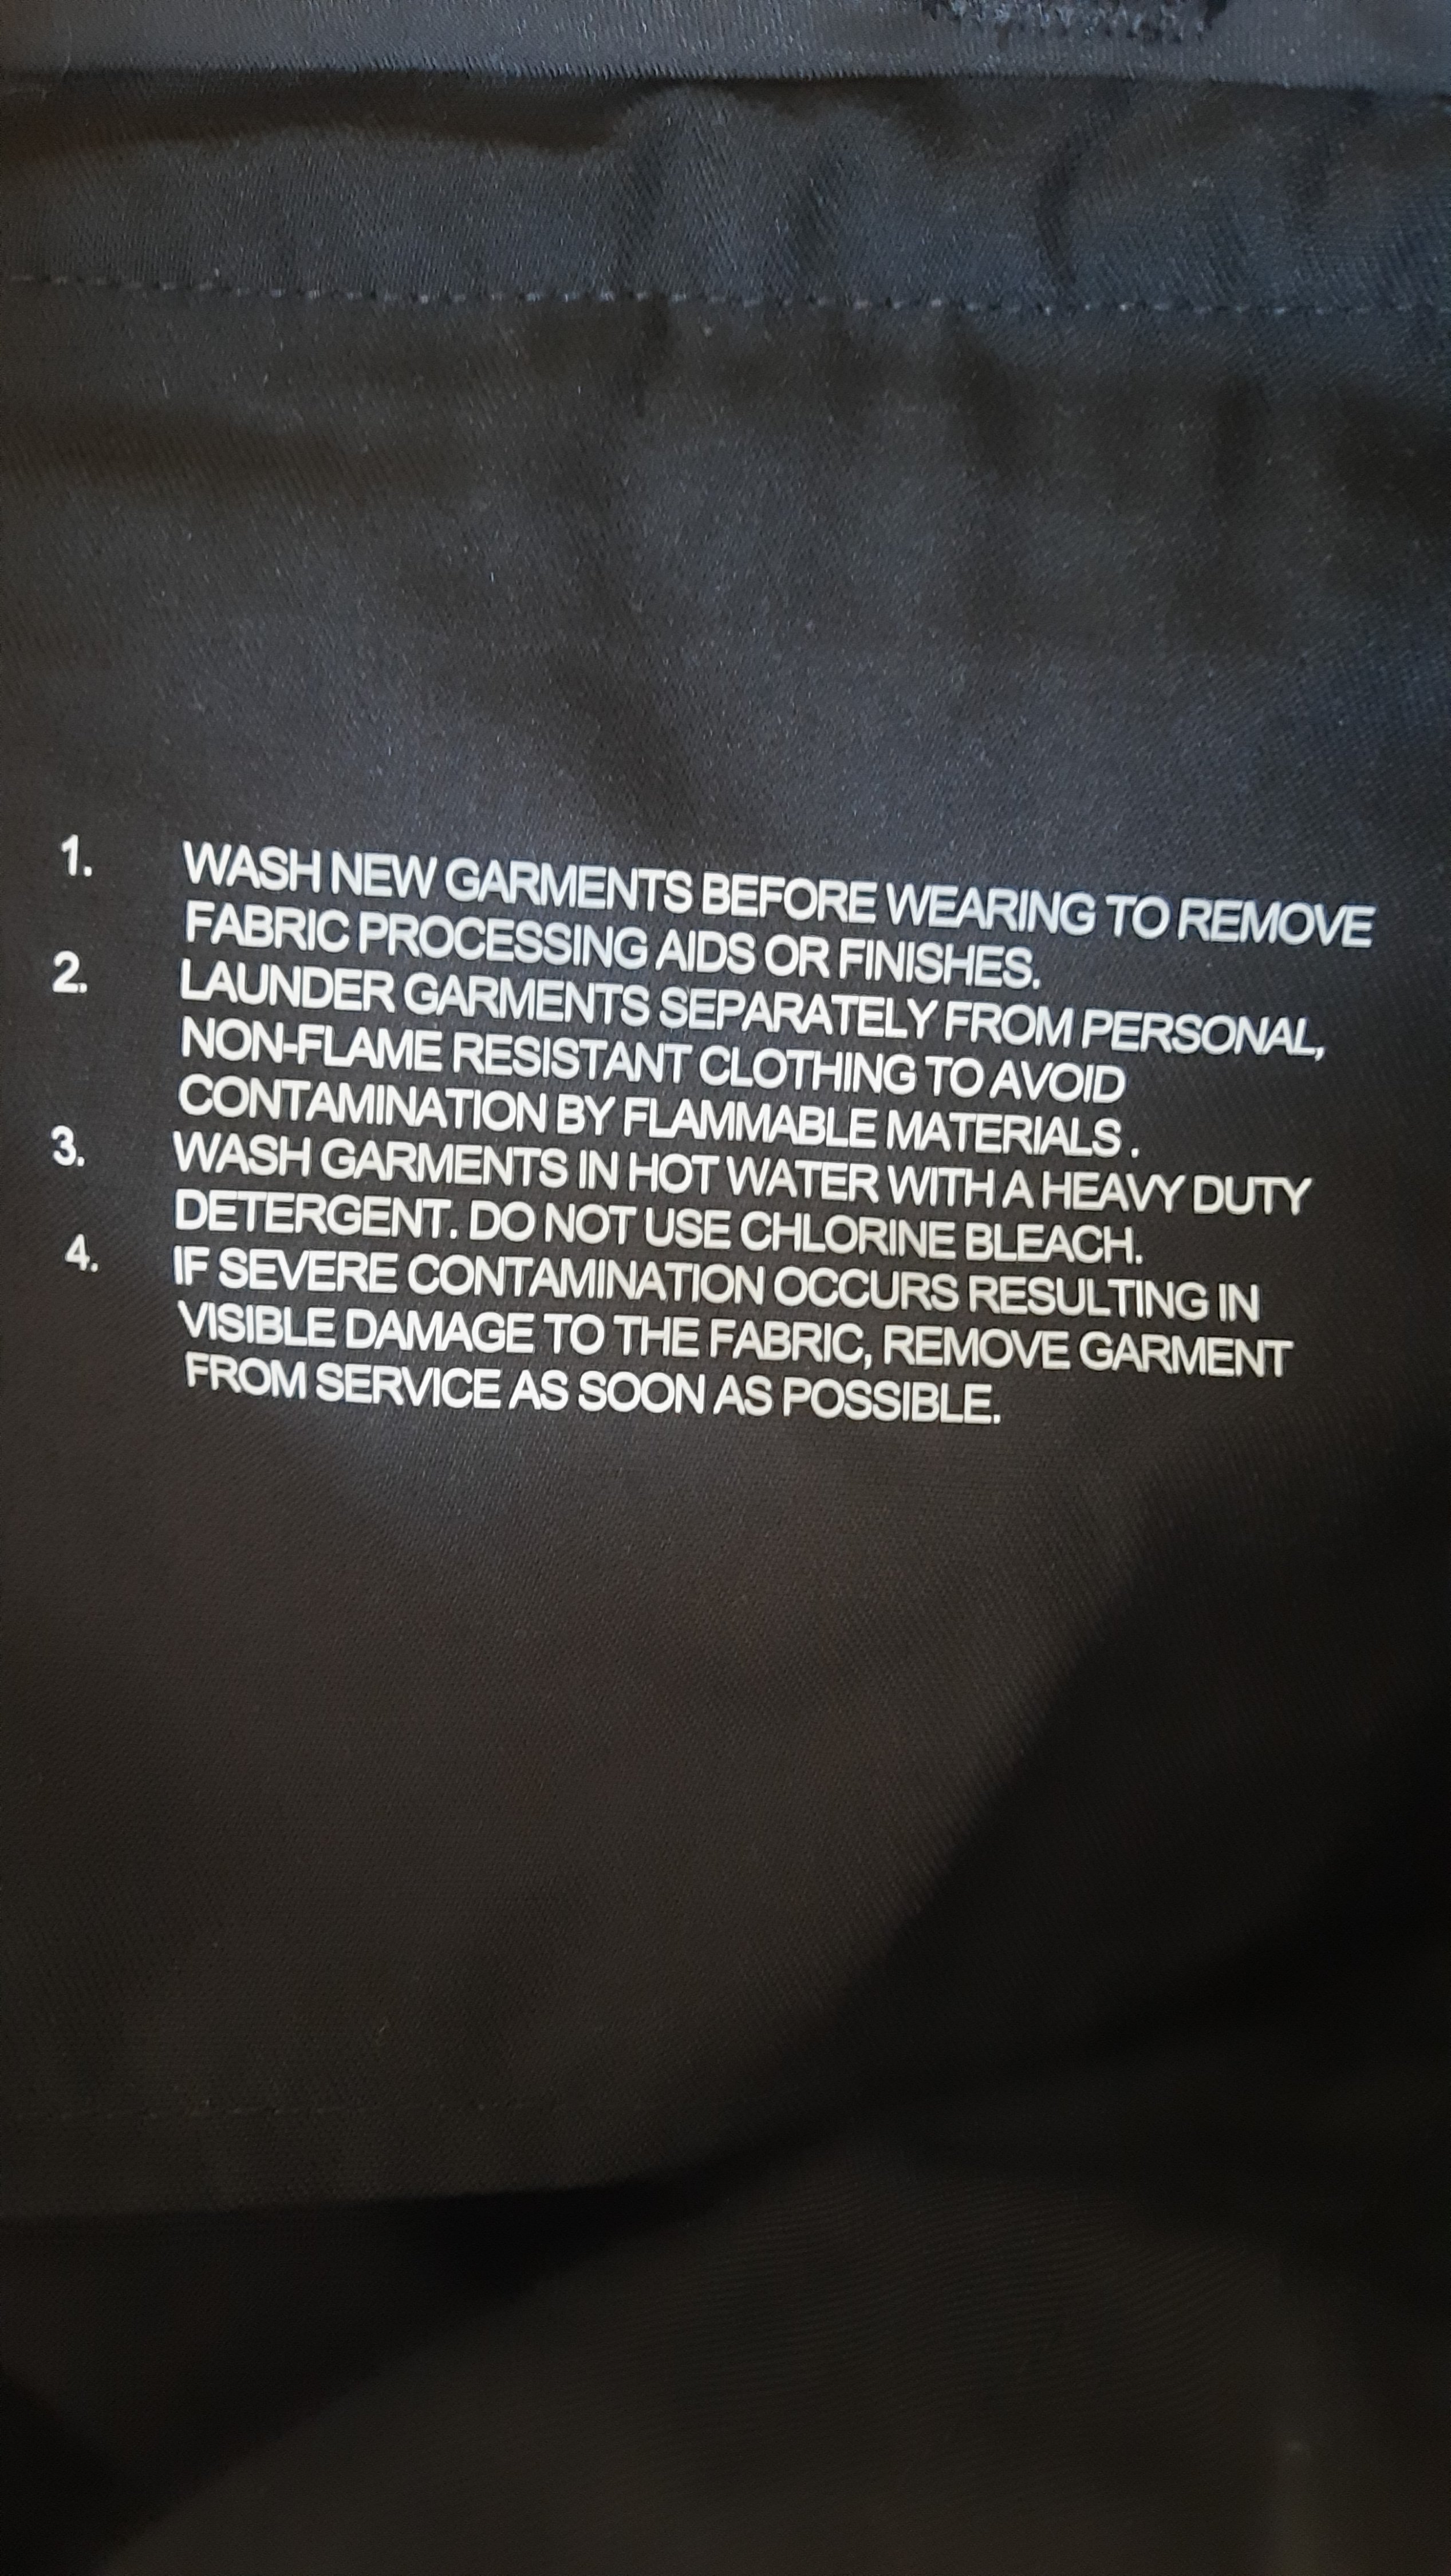 1. WASH NEW GARMENTS BEFORE WEARING TO REMOVE
FABRIC PROCESSING AIDS OR FINISHES.
2. LAUNDER GARMENTS SEPARATELY FROM PERSONAL,
NON-FLAME RESISTANT CLOTHING TO AVOID
CONTAMINATION BY FLAMMABLE MATERIALS .
3. WASH GARMENTS IN HOT WATER WITH A HEAVY DUTY
DETERGENT. DO NOT USE CHLORINE BLEACH.
4. IF SEVERE CONTAMINATION OCCURS RESULTING IN
VISIBLE DAMAGE TO THE FABRIC, REMOVE GARMENT
FROM SERVICE AS SOON AS POSSIBLE.